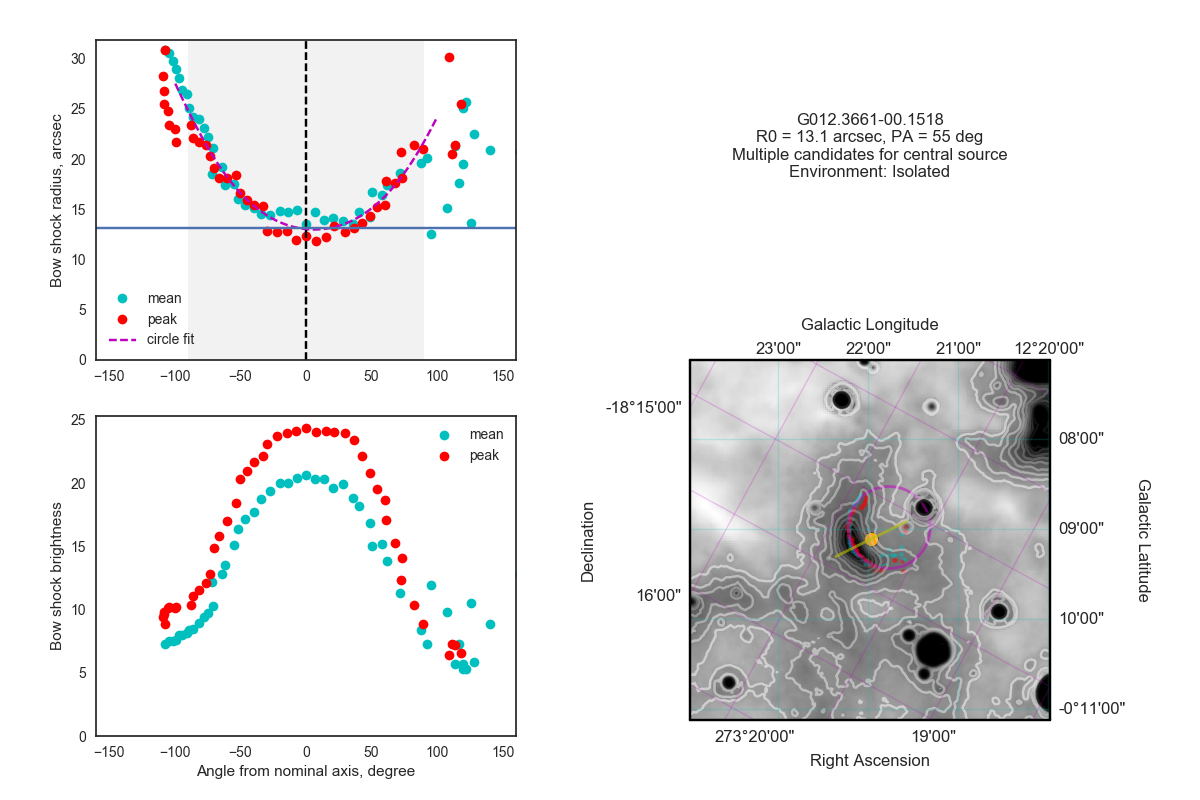 30
25
20
15
10
5
0
Bow shock radius, arcsec
mean
peak
circle fit
−150 −100 −50 0 50 100 150
25
20
15
10
5
0
Bow shock brightness
mean
peak
−150 −100 −50 0 50 100 150
Angle from nominal axis, degree
G012.3661-00.1518
R0 = 13.1 arcsec, PA = 55 deg
Multiple candidates for central source
Environment: Isolated
Galactic Longitude
23'00" 22'00" 21'00" 12°20'00"
-18°15'00"
16'00"
Declination
08'00"
09'00"
10'00"
-0°11'00"
Galactic Latitude
273°20'00" 19'00"
Right Ascension